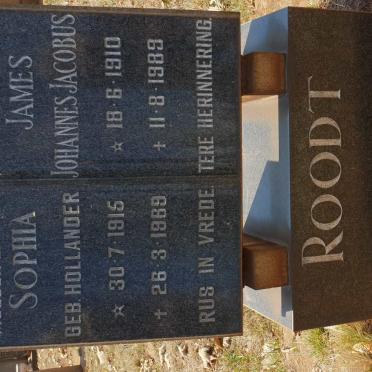 SOPHIA
GEB. HOLLANDER
☆ 30·7·1915
✝ 26·3·1989
RUS IN VREDE.
JAMES
JOHANNES JACOBUS
☆ 18·6·1910
✝ 11·8·1989
TERE HERINNERING.
ROODT